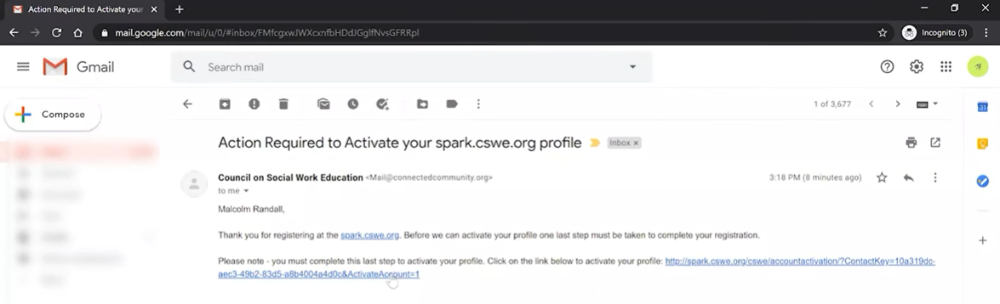 Action Required to Activate your
mail.google.com/mail/u/0/#inbox/FMfcgxwJWXcxnfbHDdJGglfNvsGFRRpl
Incognito (3)
Gmail
Search mail
Compose
1 of 3,677
Action Required to Activate your spark.cswe.org profile
Inbox ×
Council on Social Work Education <Mail@connectedcommunity.org>
3:18 PM (8 minutes ago)
to me
Malcolm Randall,
Thank you for registering at the spark.cswe.org. Before we can activate your profile one last step must be taken to complete your registration.
Please note - you must complete this last step to activate your profile. Click on the link below to activate your profile: http://spark.cswe.org/cswe/accountactivation/?ContactKey=10a319dc-
aec3-49b2-83d5-a8b4004a4d0c&ActivateAccount=1